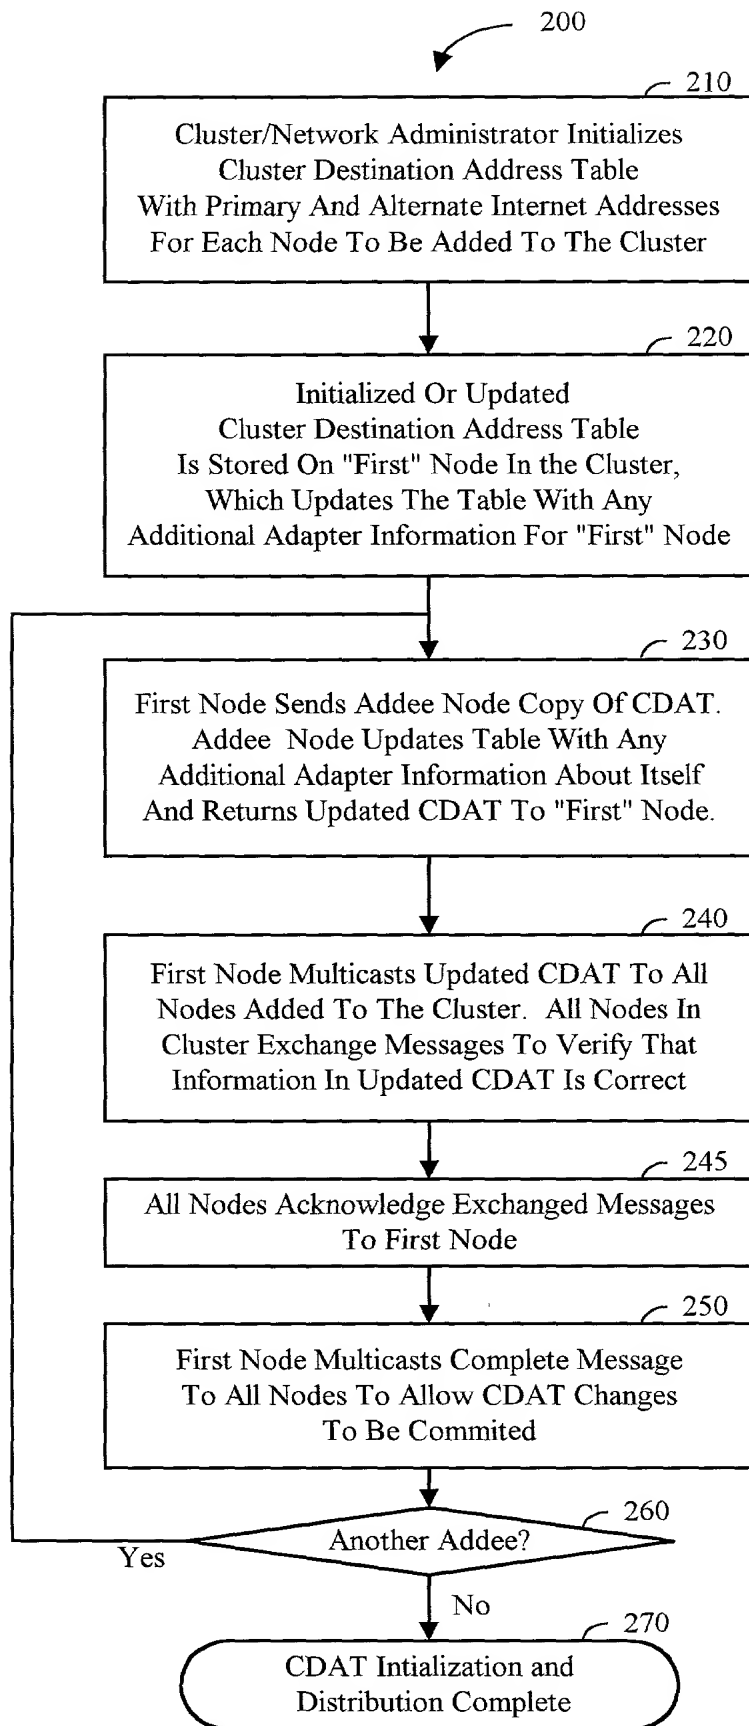 200
210
Cluster/Network Administrator Initializes
Cluster Destination Address Table
With Primary And Alternate Internet Addresses
For Each Node To Be Added To The Cluster
220
Initialized Or Updated
Cluster Destination Address Table
Is Stored On "First" Node In the Cluster,
Which Updates The Table With Any
Additional Adapter Information For "First" Node
230
First Node Sends Addee Node Copy Of CDAT.
Addee Node Updates Table With Any
Additional Adapter Information About Itself
And Returns Updated CDAT To "First" Node.
240
First Node Multicasts Updated CDAT To All
Nodes Added To The Cluster. All Nodes In
Cluster Exchange Messages To Verify That
Information In Updated CDAT Is Correct
245
All Nodes Acknowledge Exchanged Messages
To First Node
250
First Node Multicasts Complete Message
To All Nodes To Allow CDAT Changes
To Be Commited
260
Another Addee?
Yes
No
270
CDAT Intialization and
Distribution Complete